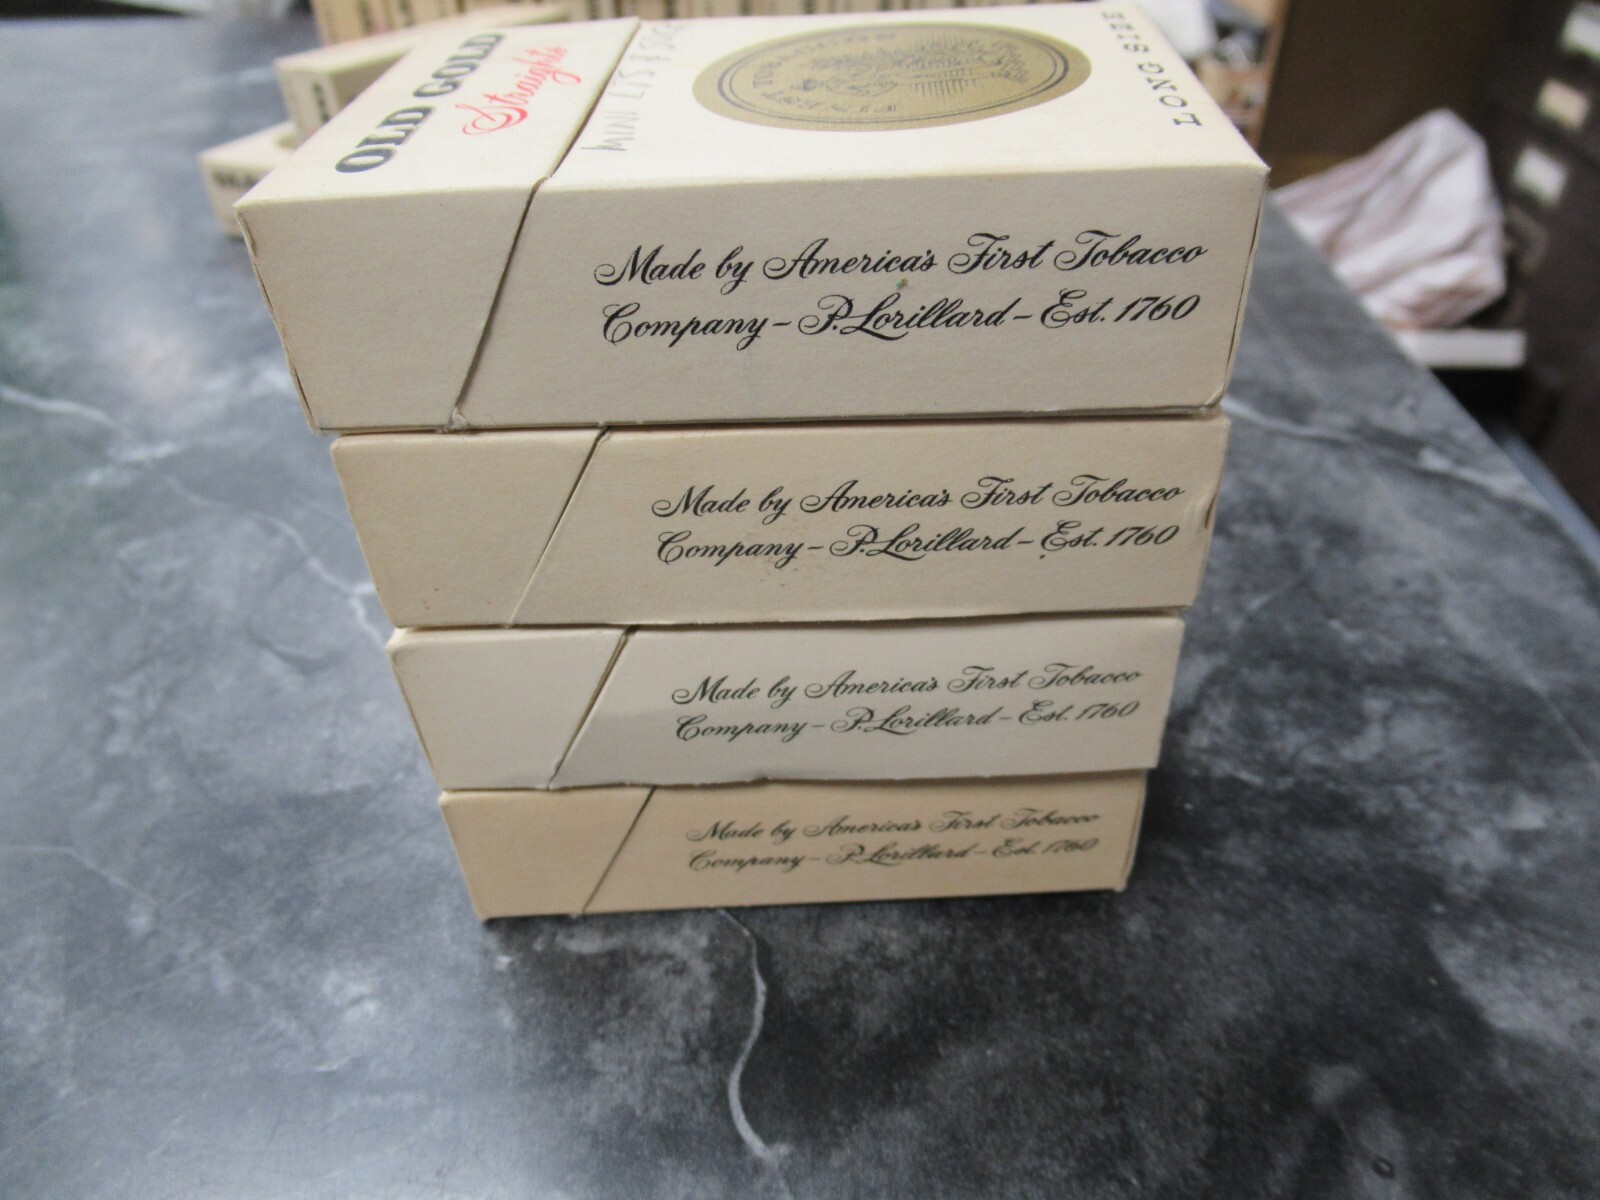 OLD GOLD
Straights
LONG SIZE
Made by America's First Tobacco
Company – P. Lorillard – Est. 1760
Made by America's First Tobacco
Company – P. Lorillard – Est. 1760
Made by America's First Tobacco
Company – P. Lorillard – Est. 1760
Made by America's First Tobacco
Company – P. Lorillard – Est. 1760